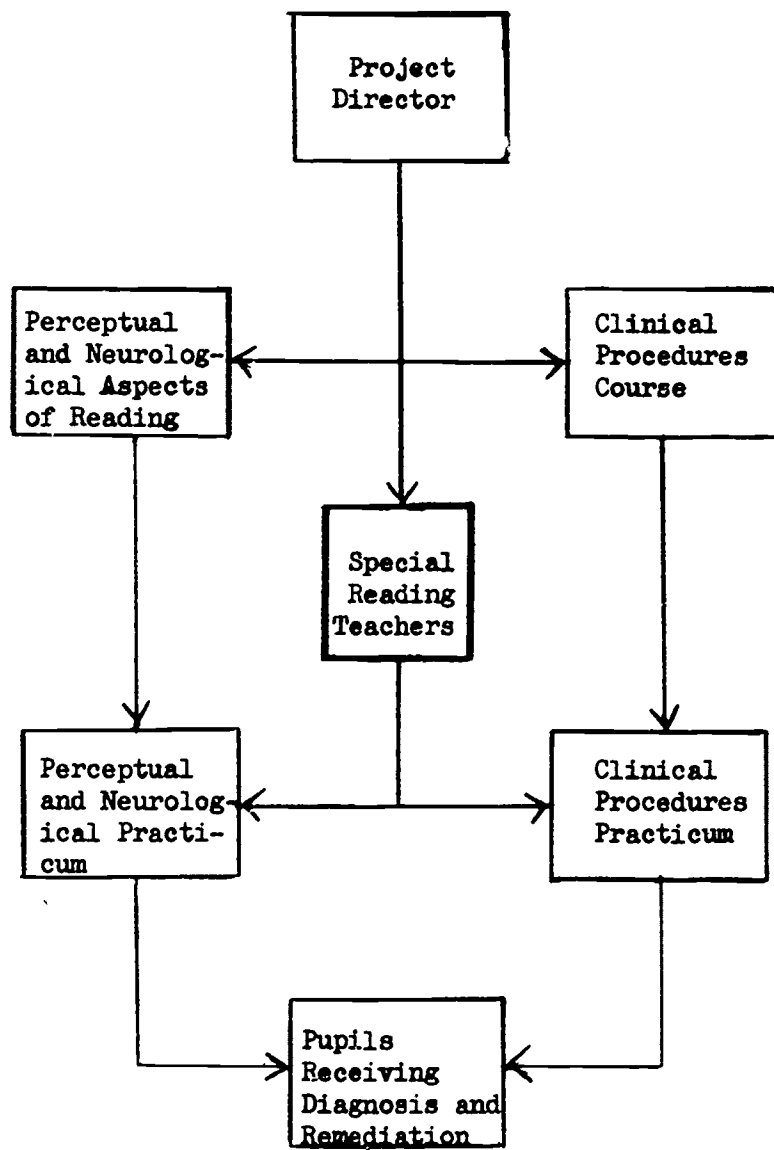 Project
Director
Perceptual
and Neurolog-
ical Aspects
of Reading
Clinical
Procedures
Course
Special
Reading
Teachers
Perceptual
and Neurolog-
ical Practi-
cum
Clinical
Procedures
Practicum
Pupils
Receiving
Diagnosis and
Remediation